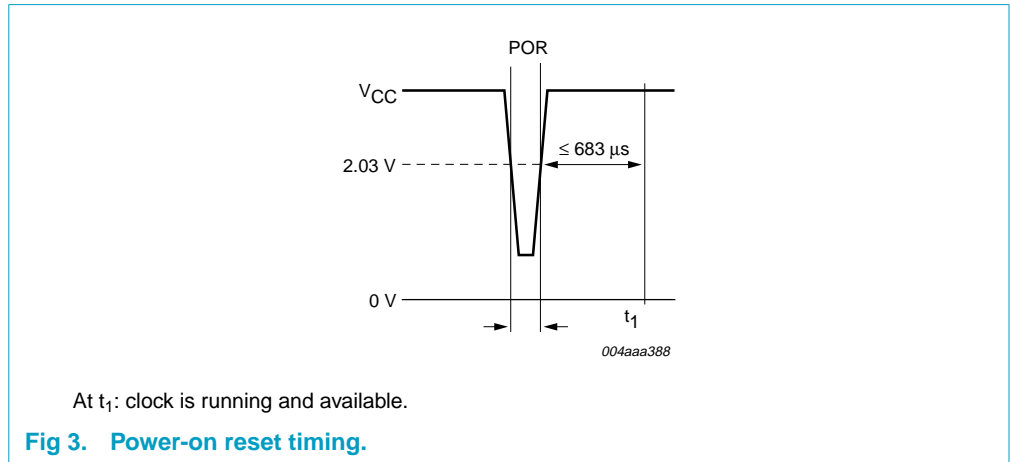 POR
VCC
≤ 683 μs
2.03 V
0 V
t1
004aaa388
At t1: clock is running and available.
Fig 3. Power-on reset timing.